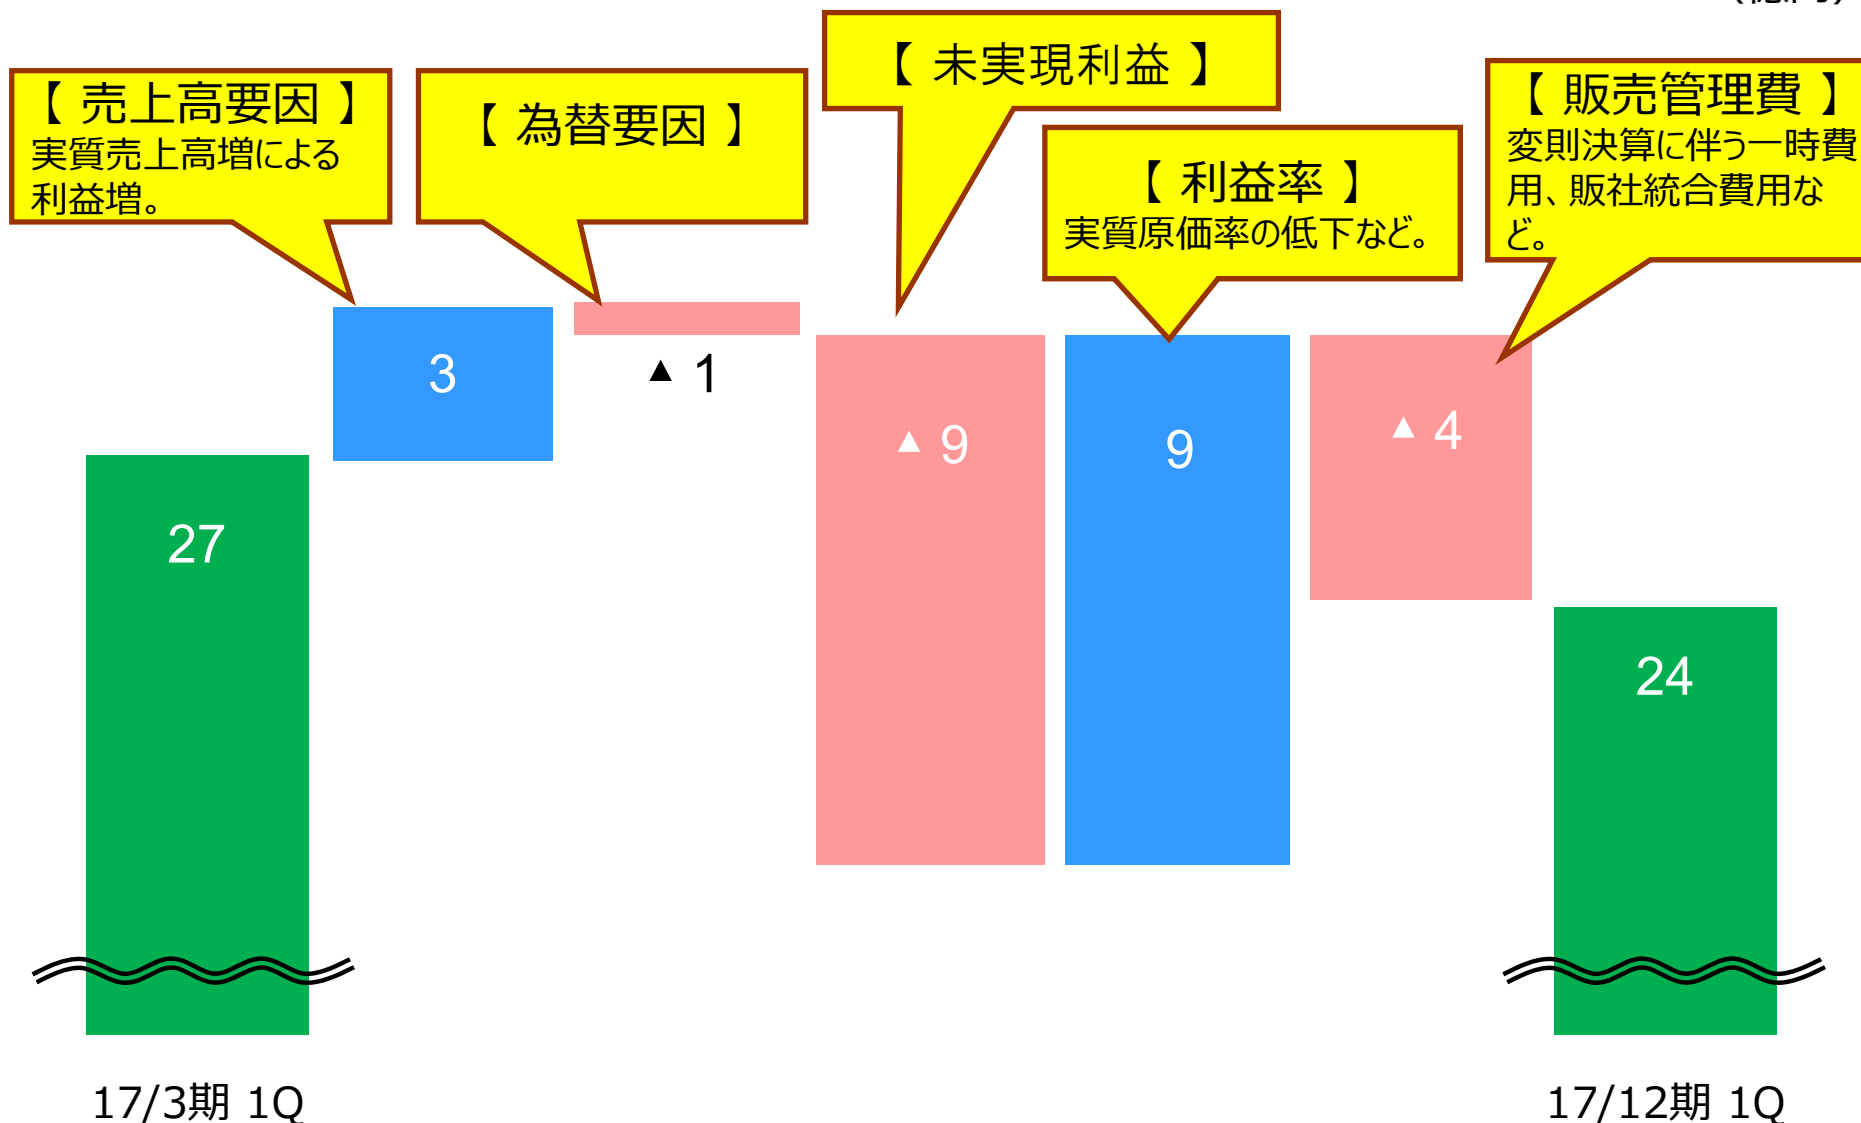 【 売上高要因 】
実質売上高増による
利益増。
【 為替要因 】
【 未実現利益 】
【 利益率 】
実質原価率の低下など。
【 販売管理費 】
変則決算に伴う一時費
用、販社統合費用な
ど。
27
3
▲ 1
▲ 9
9
▲ 4
24
17/3期 1Q
17/12期 1Q